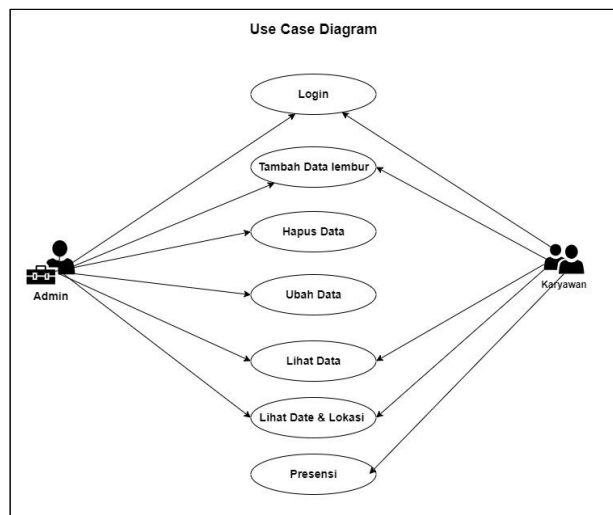 Use Case Diagram
Login
Tambah Data lembur
Hapus Data
Admin
Karyawan
Ubah Data
Lihat Data
Lihat Date & Lokasi
Presensi